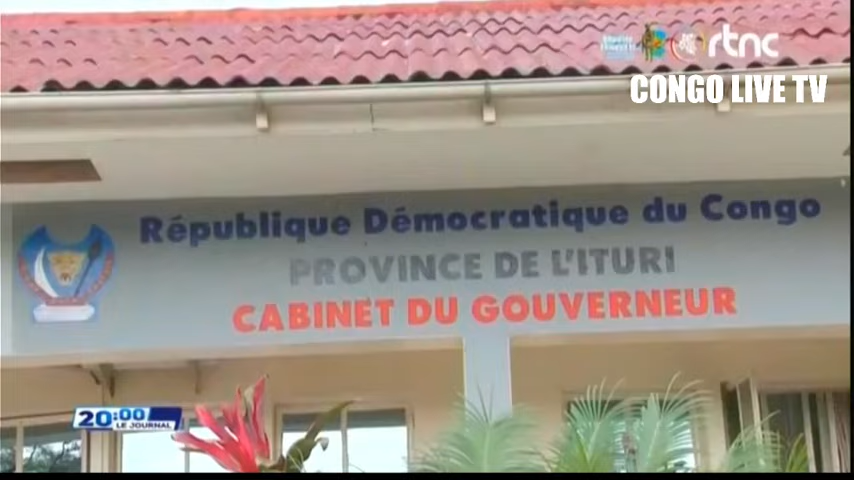 rtnc
CONGO LIVE TV
République Démocratique du Congo
PROVINCE DE L'ITURI
CABINET DU GOUVERNEUR
20:00
LE JOURNAL